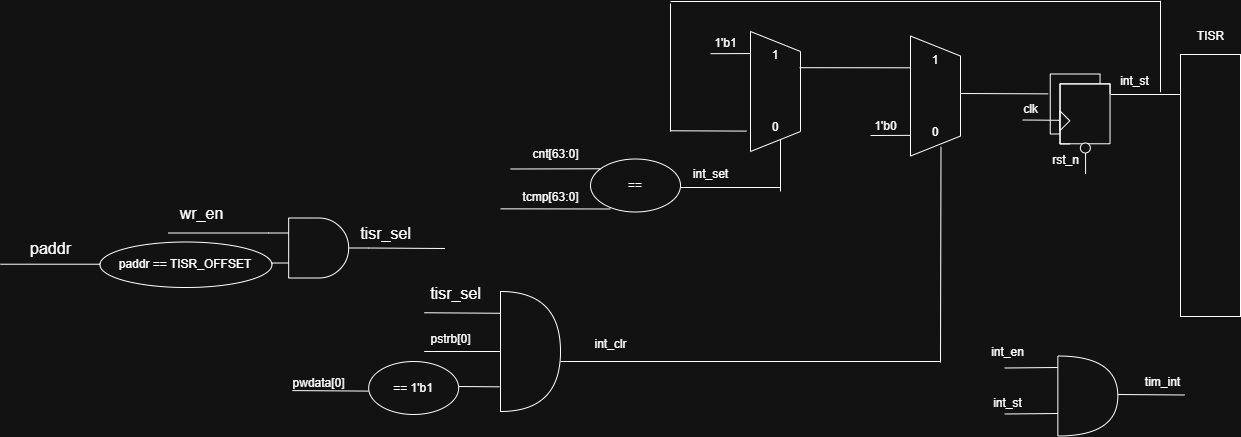 TISR
1'b1
1
1
int_st
clk
1'b0
0
0
rst_n
cnt[63:0]
==
int_set
tcmp[63:0]
wr_en
tisr_sel
paddr
paddr == TISR_OFFSET
tisr_sel
pstrb[0]
int_clr
pwdata[0]
== 1'b1
int_en
tim_int
int_st